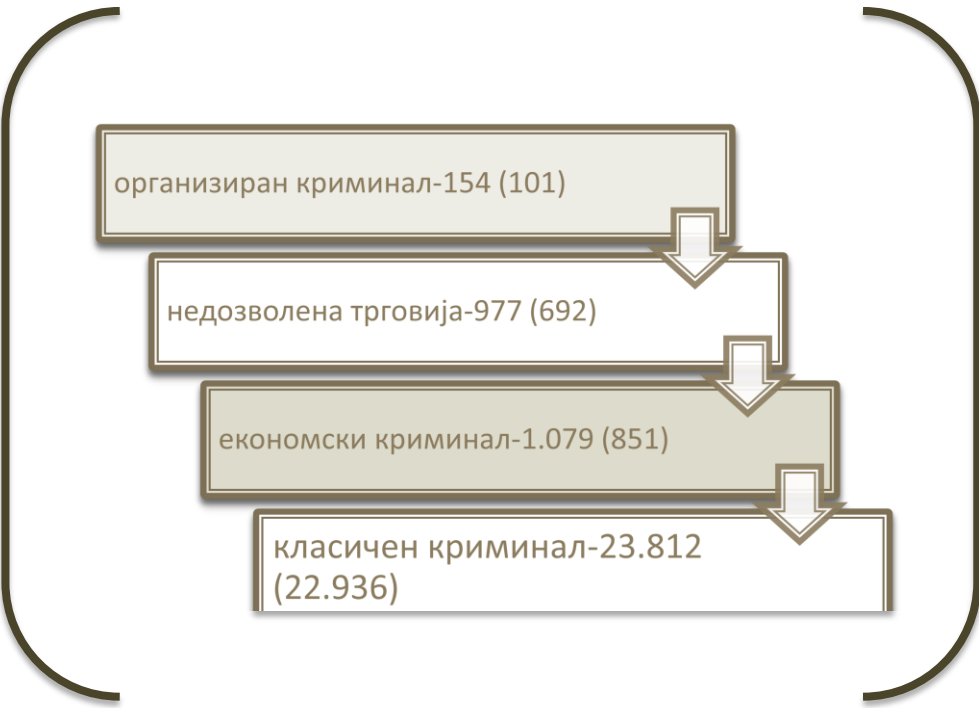 организиран криминал-154 (101)
недозволена трговија-977 (692)
економски криминал-1.079 (851)
класичен криминал-23.812
(22.936)